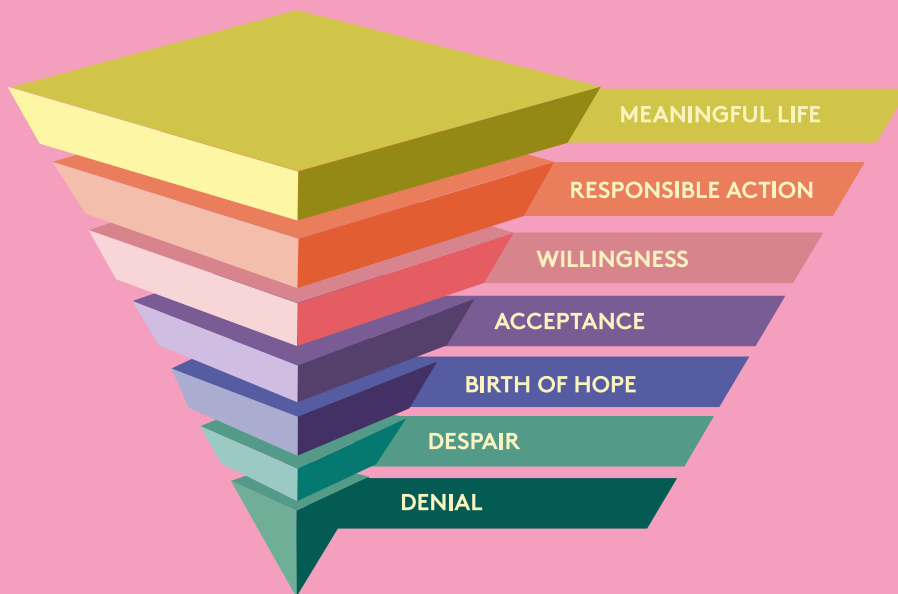 MEANINGFUL LIFE
RESPONSIBLE ACTION
WILLINGNESS
ACCEPTANCE
BIRTH OF HOPE
DESPAIR
DENIAL